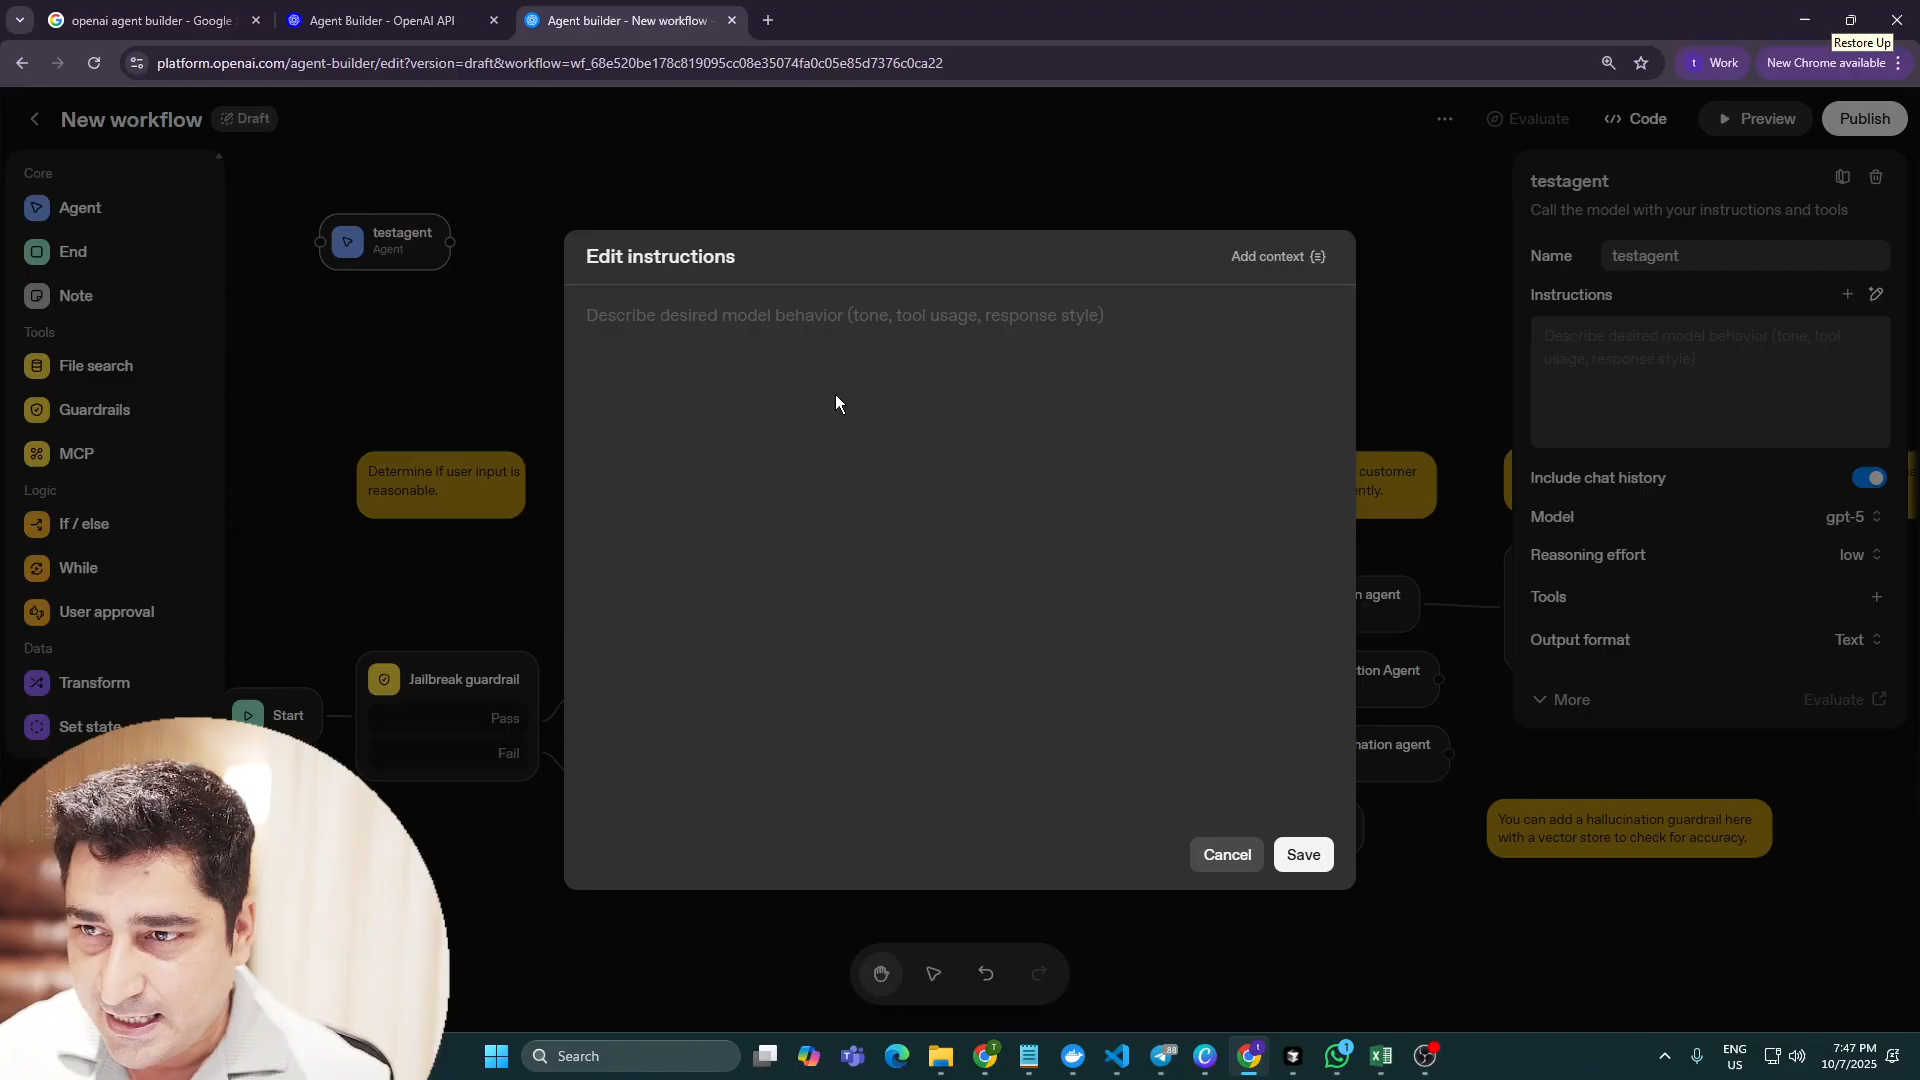 openai agent builder - Google
Agent Builder - OpenAI API
Agent builder - New workflow
Restore Up
platform.openai.com/agent-builder/edit?version=draft&workflow=wf_68e520be178c819095cc08e35074fa0c05e85d7376c0ca22
t Work
New Chrome available
New workflow
Draft
Evaluate
Code
Preview
Publish
Core
Agent
End
Note
Tools
File search
Guardrails
MCP
Logic
If / else
While
User approval
Data
Transform
Set state
testagent
Agent
Determine if user input is
reasonable.
Start
Jailbreak guardrail
Pass
Fail
Edit instructions
Add context
Describe desired model behavior (tone, tool usage, response style)
Cancel
Save
customer
n agent
tion Agent
nation agent
You can add a hallucination guardrail here
with a vector store to check for accuracy.
testagent
Call the model with your instructions and tools
Name
testagent
Instructions
Describe desired model behavior (tone, tool
usage, response style)
Include chat history
Model
gpt-5
Reasoning effort
low
Tools
Output format
Text
More
Evaluate
Search
T
88
t
1
ENG
US
7:47 PM
10/7/2025